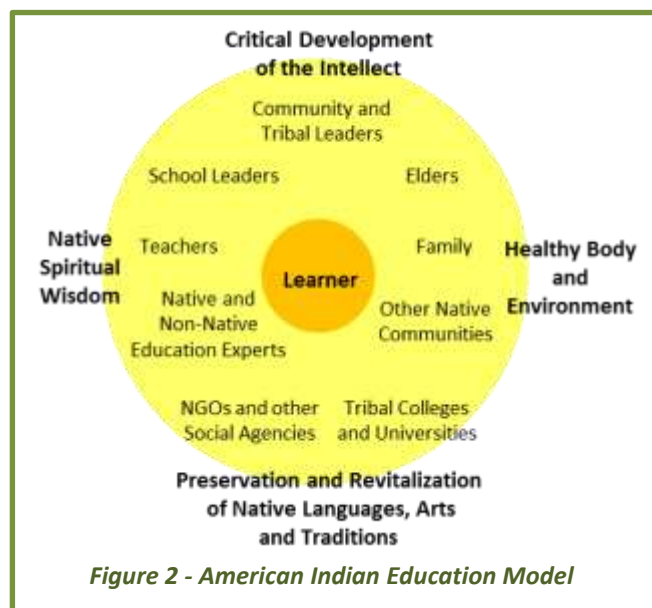 Critical Development
of the Intellect
Community and
Tribal Leaders
School Leaders
Elders
Native
Spiritual
Wisdom
Teachers
Learner
Family
Healthy Body
and
Environment
Native and
Non-Native
Education Experts
Other Native
Communities
NGOs and other
Social Agencies
Tribal Colleges
and Universities
Preservation and Revitalization
of Native Languages, Arts
and Traditions
Figure 2 - American Indian Education Model